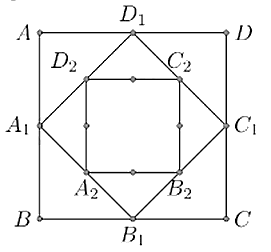 A D₁ D
D₂ C₂
A₁ C₁
A₂ B₂
B B₁ C